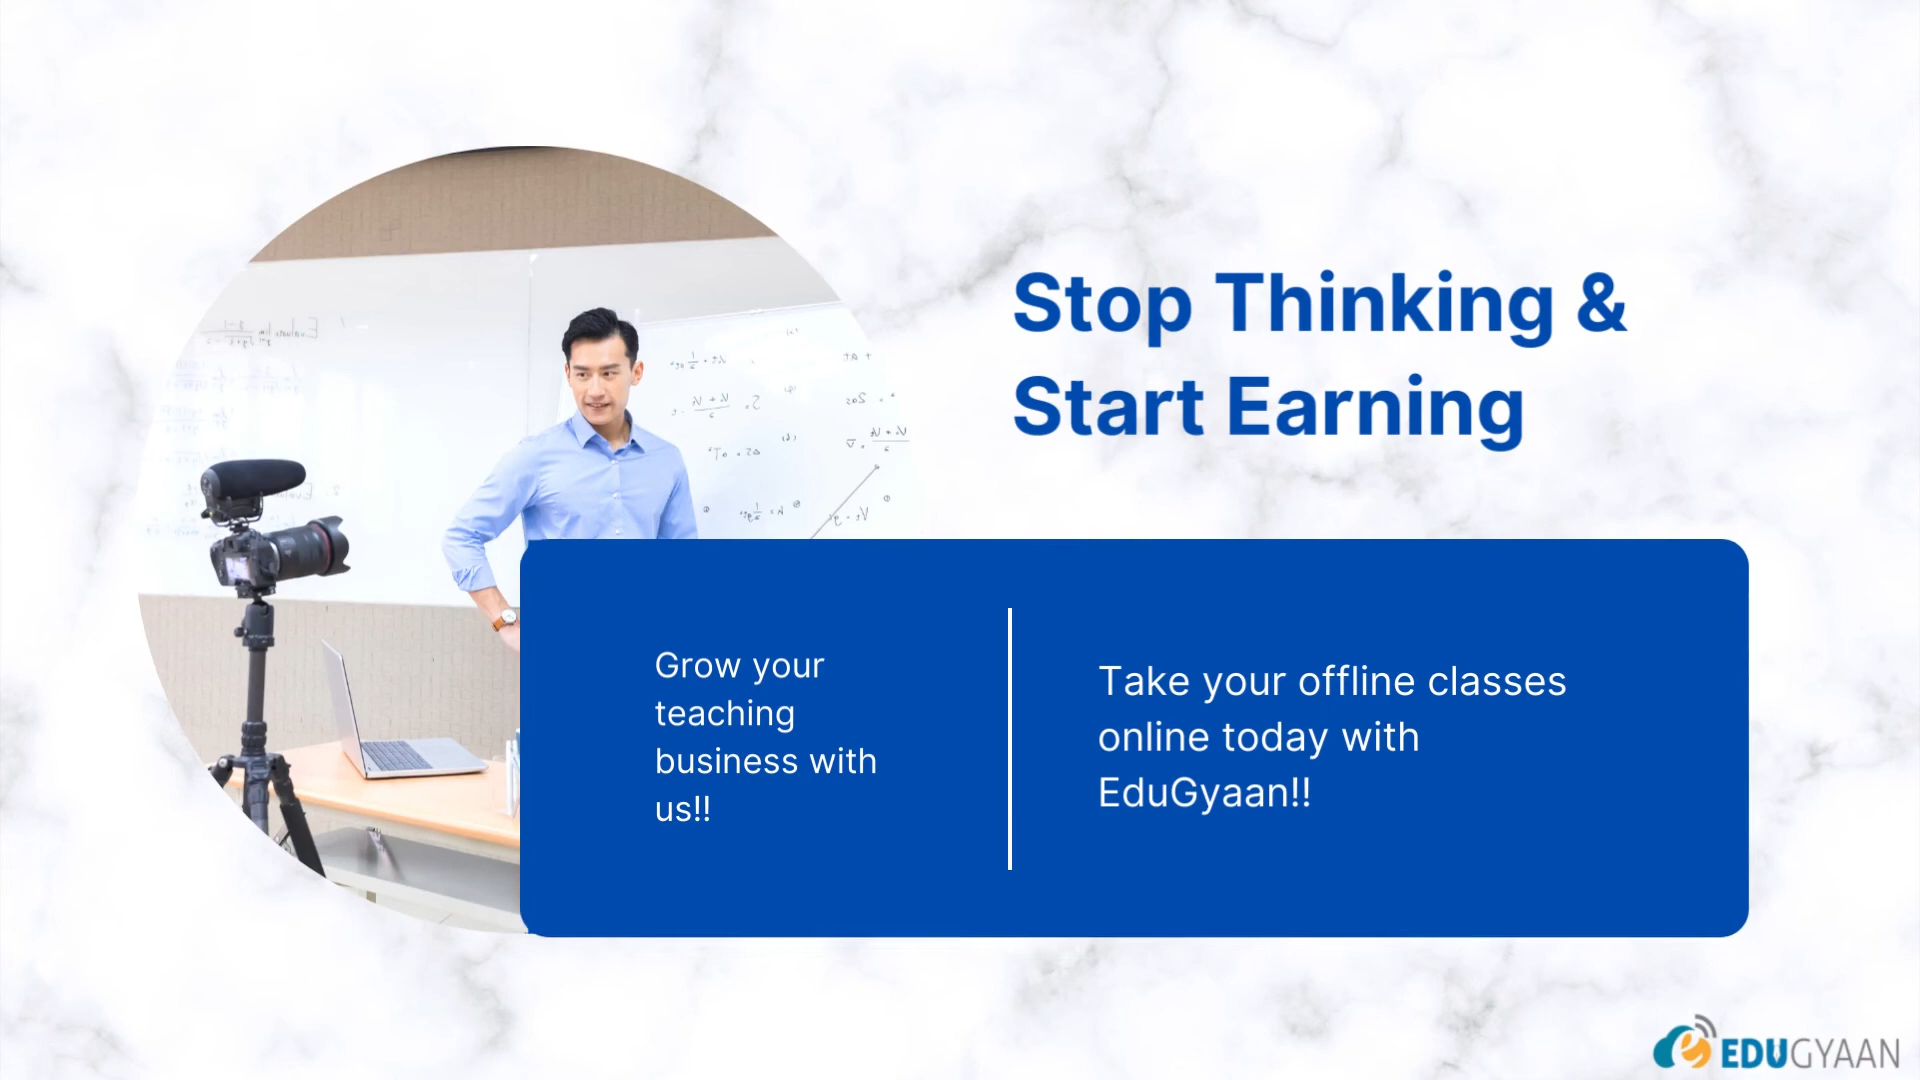 Stop Thinking &
Start Earning
Grow your
teaching
business with
us!!
Take your offline classes
online today with
EduGyaan!!
EDUGYAAN